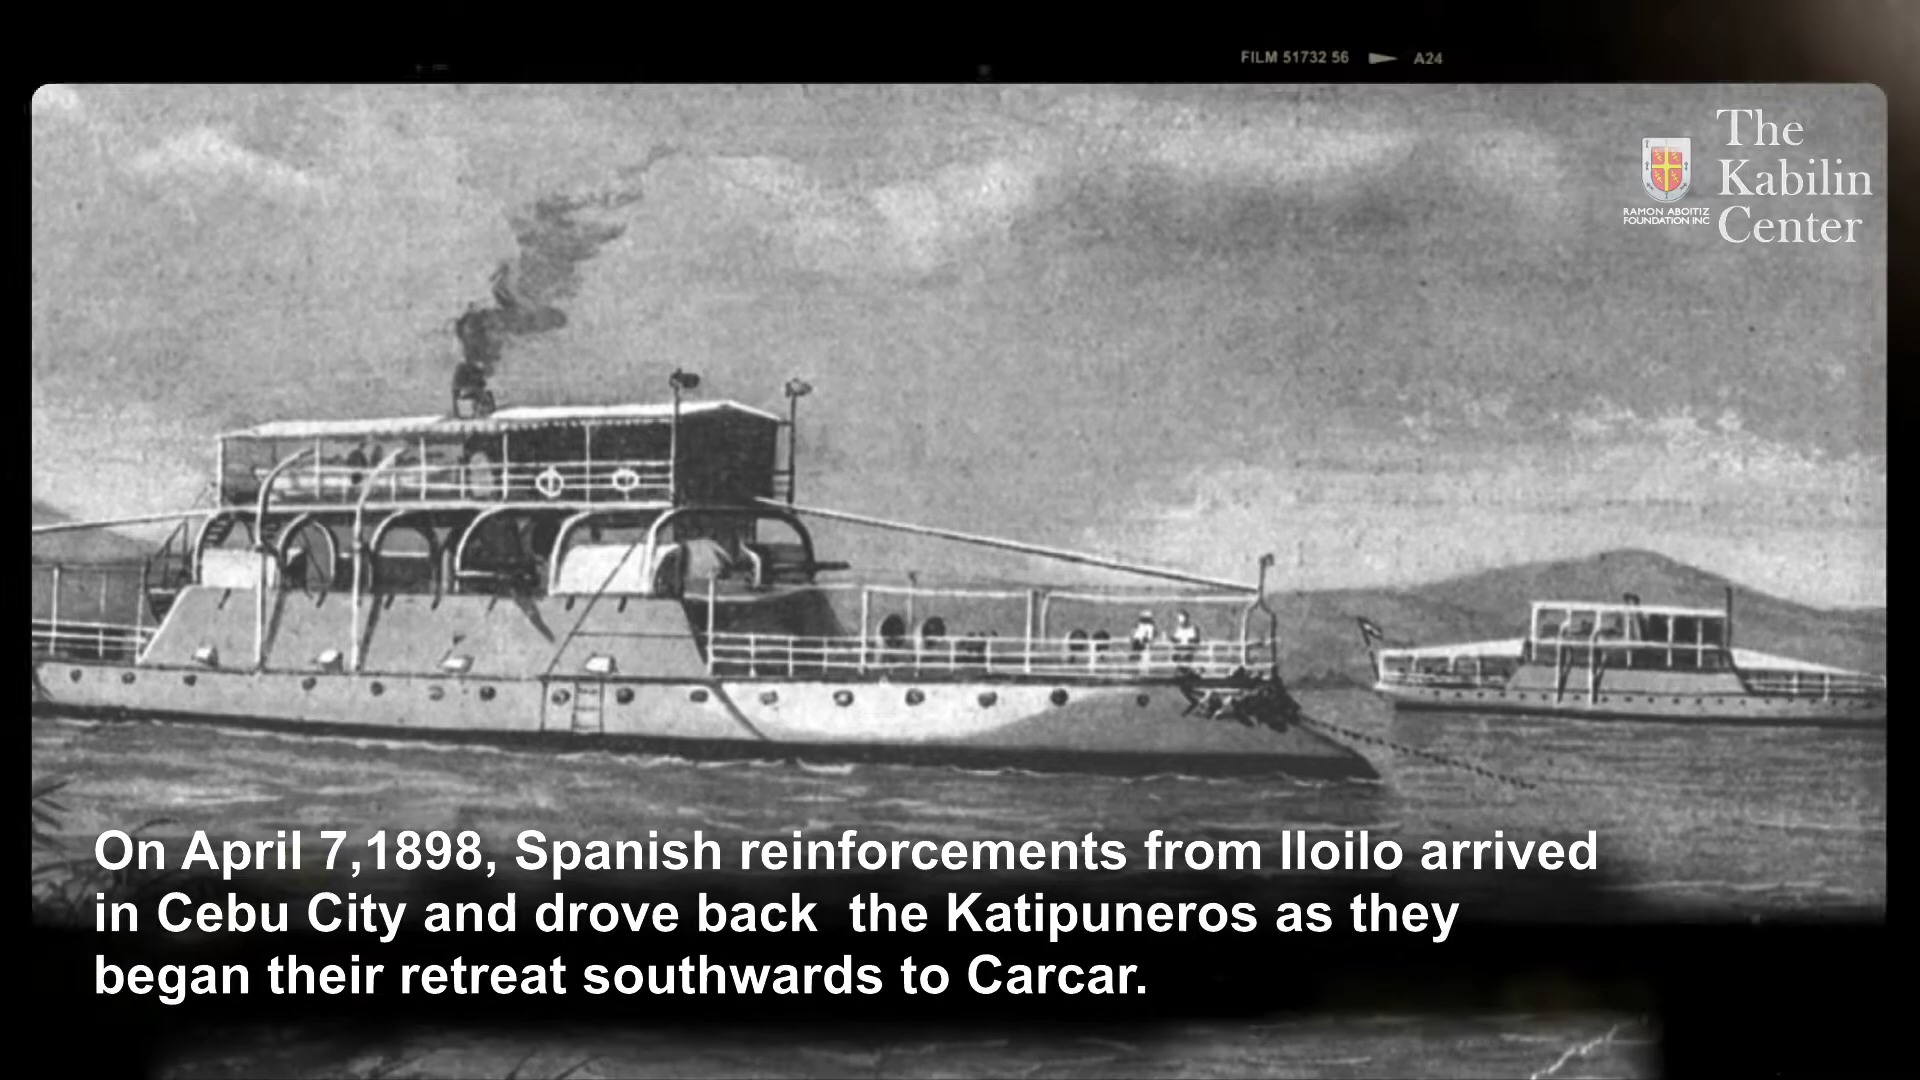 FILM 51732 56 A24
The
Kabilin
Center
RAMON ABOITIZ
FOUNDATION INC
On April 7,1898, Spanish reinforcements from Iloilo arrived
in Cebu City and drove back  the Katipuneros as they
began their retreat southwards to Carcar.